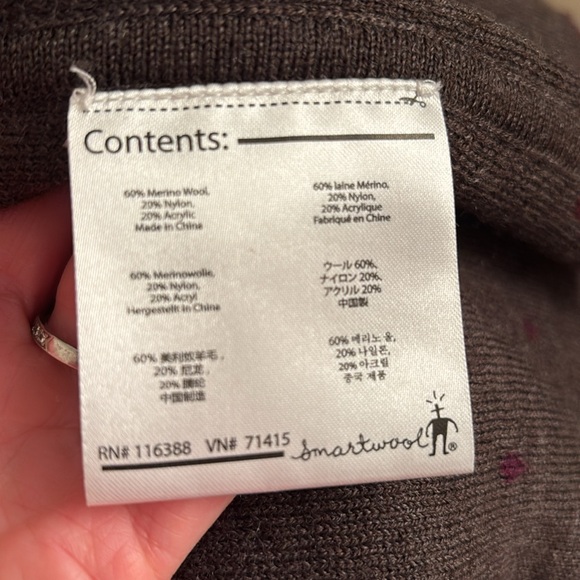 Contents:
60% Merino Wool,
20% Nylon,
20% Acrylic
Made in China
60% laine Mérino,
20% Nylon,
20% Acrylique
Fabriqué en Chine
60% Merinowolle,
20% Nylon,
20% Acryl
Hergestellt in China
ウール 60%、
ナイロン 20%、
アクリル 20%
中国製
60% 美利奴羊毛,
20% 尼龙,
20% 腈纶
中国制造
60% 메리노 울,
20% 나일론,
20% 아크릴
중국 제품
RN# 116388 VN# 71415
smartwool ®